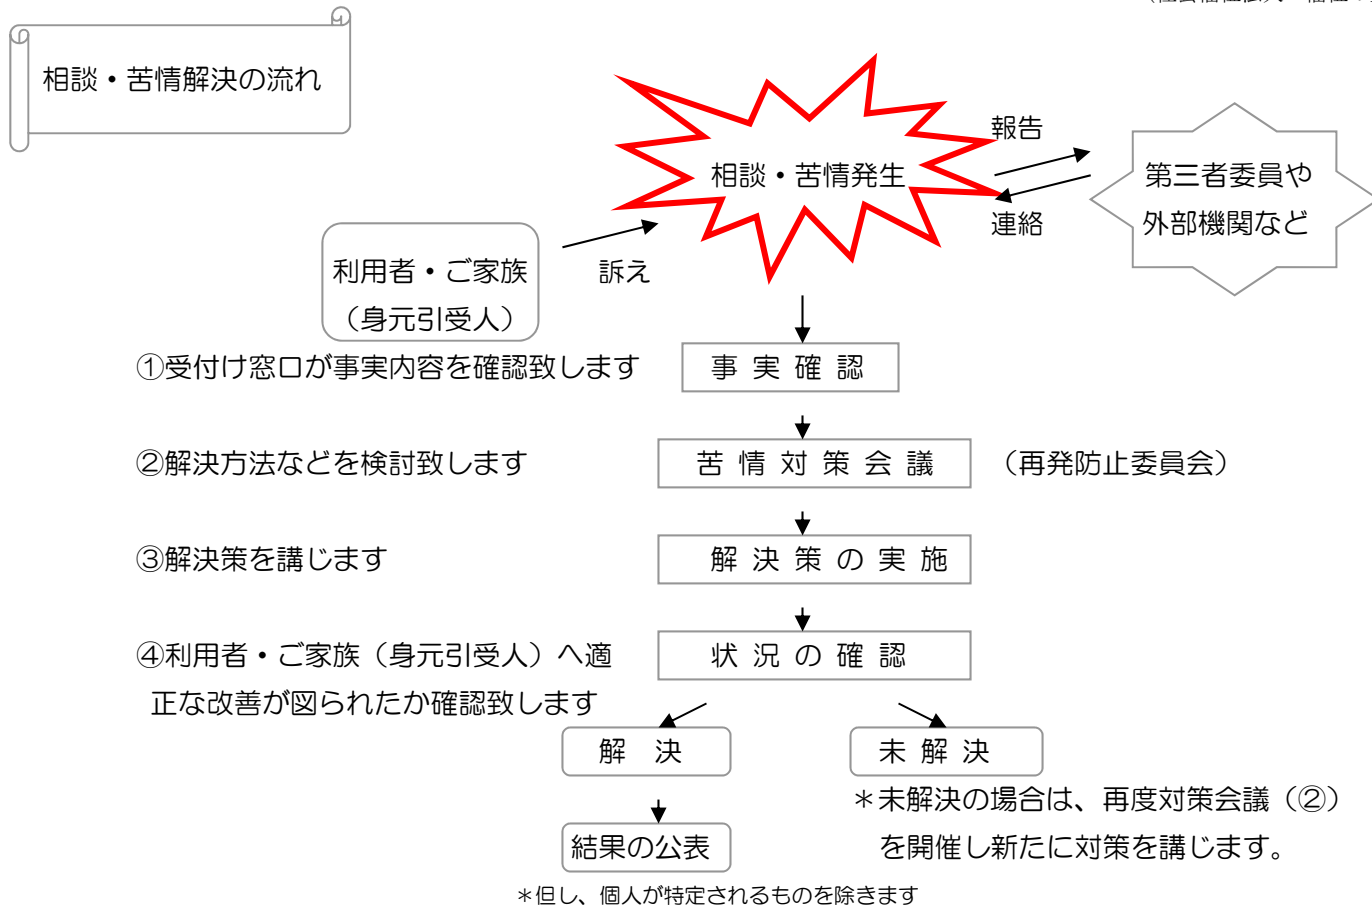 相談・苦情解決の流れ
報告
相談・苦情発生
第三者委員や
外部機関など
連絡
利用者・ご家族
（身元引受人）
訴え
①受付け窓口が事実内容を確認致します
事実確認
②解決方法などを検討致します
苦情対策会議
（再発防止委員会）
③解決策を講じます
解決策の実施
④利用者・ご家族（身元引受人）へ適
正な改善が図られたか確認致します
状況の確認
解　決
未解決
＊未解決の場合は、再度対策会議（②）
を開催し新たに対策を講じます。
結果の公表
＊但し、個人が特定されるものを除きます